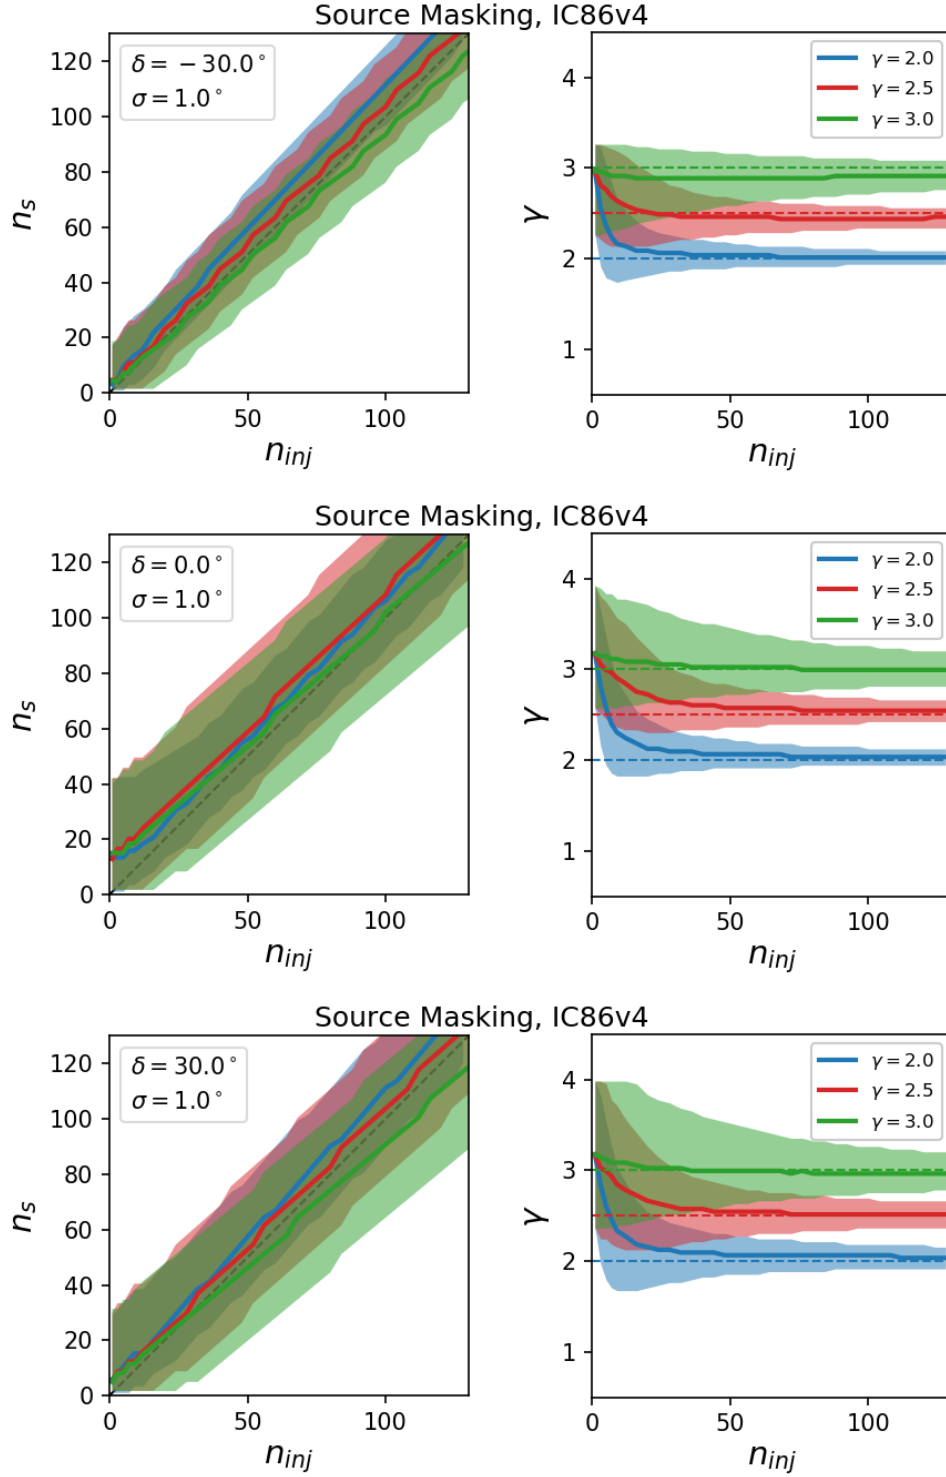 Source Masking, IC86v4
δ = −30.0°
σ = 1.0°
n_s
120
100
80
60
40
20
0
0 50 100
n_inj
γ = 2.0
γ = 2.5
γ = 3.0
γ
4
3
2
1
0 50 100
n_inj
Source Masking, IC86v4
δ = 0.0°
σ = 1.0°
n_s
120
100
80
60
40
20
0
0 50 100
n_inj
γ = 2.0
γ = 2.5
γ = 3.0
γ
4
3
2
1
0 50 100
n_inj
Source Masking, IC86v4
δ = 30.0°
σ = 1.0°
n_s
120
100
80
60
40
20
0
0 50 100
n_inj
γ = 2.0
γ = 2.5
γ = 3.0
γ
4
3
2
1
0 50 100
n_inj